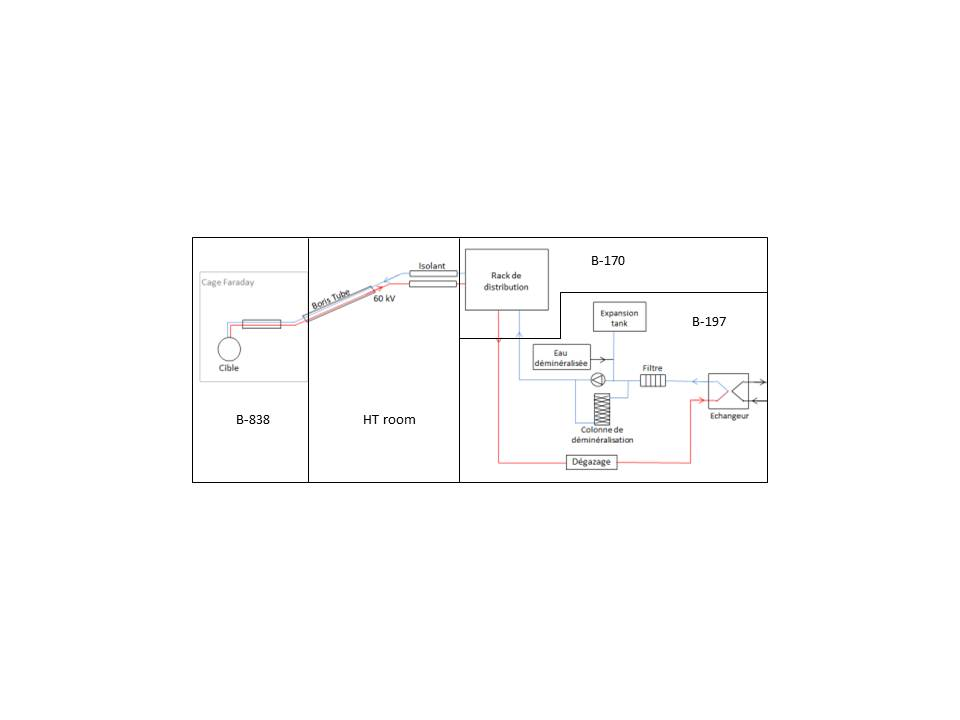 B-170
Isolant
Rack de
distribution
Cage Faraday
Boris Tube
60 kV
Expansion
tank
B-197
Eau
déminéralisée
Filtre
Cible
Echangeur
B-838
HT room
Colonne de
déminéralisation
Dégazage